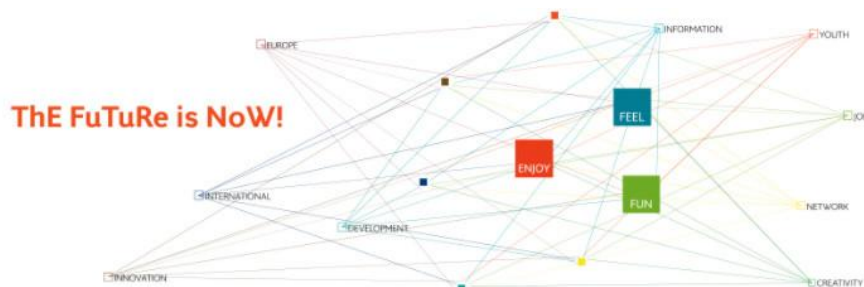 EUROPE
INFORMATION
YOUTH
ThE FuTuRe is NoW!
FEEL
ENJOY
INTERNATIONAL
FUN
NETWORK
DEVELOPMENT
INNOVATION
CREATIVITY